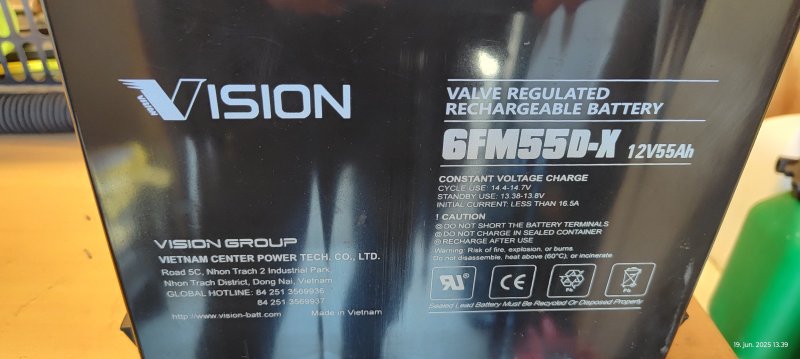 VISION
VISION
VALVE REGULATED
RECHARGEABLE BATTERY
6FM55D-X 12V55Ah
CONSTANT VOLTAGE CHARGE
CYCLE USE: 14.4-14.7V
STANDBY USE: 13.38-13.8V
INITIAL CURRENT: LESS THAN 16.5A
! CAUTION
DO NOT SHORT THE BATTERY TERMINALS
DO NOT CHARGE IN SEALED CONTAINER
RECHARGE AFTER USE
Warning: Risk of fire, explosion, or burns.
Do not disassemble, heat above (60°C), or incinerate
Pb
Pb
Sealed Lead Battery Must Be Recycled Or Disposed Properly
VISION GROUP
VIETNAM CENTER POWER TECH. CO., LTD.
Road 5C, Nhon Trach 2 Industrial Park,
Nhon Trach District, Dong Nai, Vietnam
GLOBAL HOTLINE: 84 251 3569936
84 251 3569937
http://www.vision-batt.com Made in Vietnam
19. jun. 2025 13.39